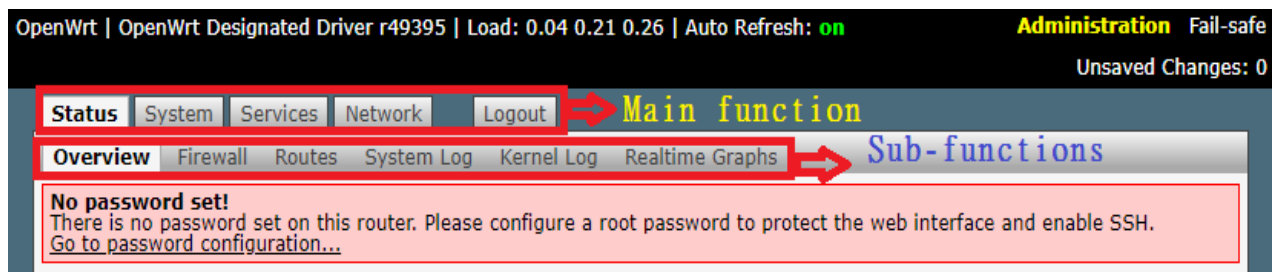 OpenWrt | OpenWrt Designated Driver r49395 | Load: 0.04 0.21 0.26 | Auto Refresh: on Administration Fail-safe
Unsaved Changes: 0
Status System Services Network Logout Main function
Overview Firewall Routes System Log Kernel Log Realtime Graphs Sub-functions
No password set!
There is no password set on this router. Please configure a root password to protect the web interface and enable SSH.
Go to password configuration...